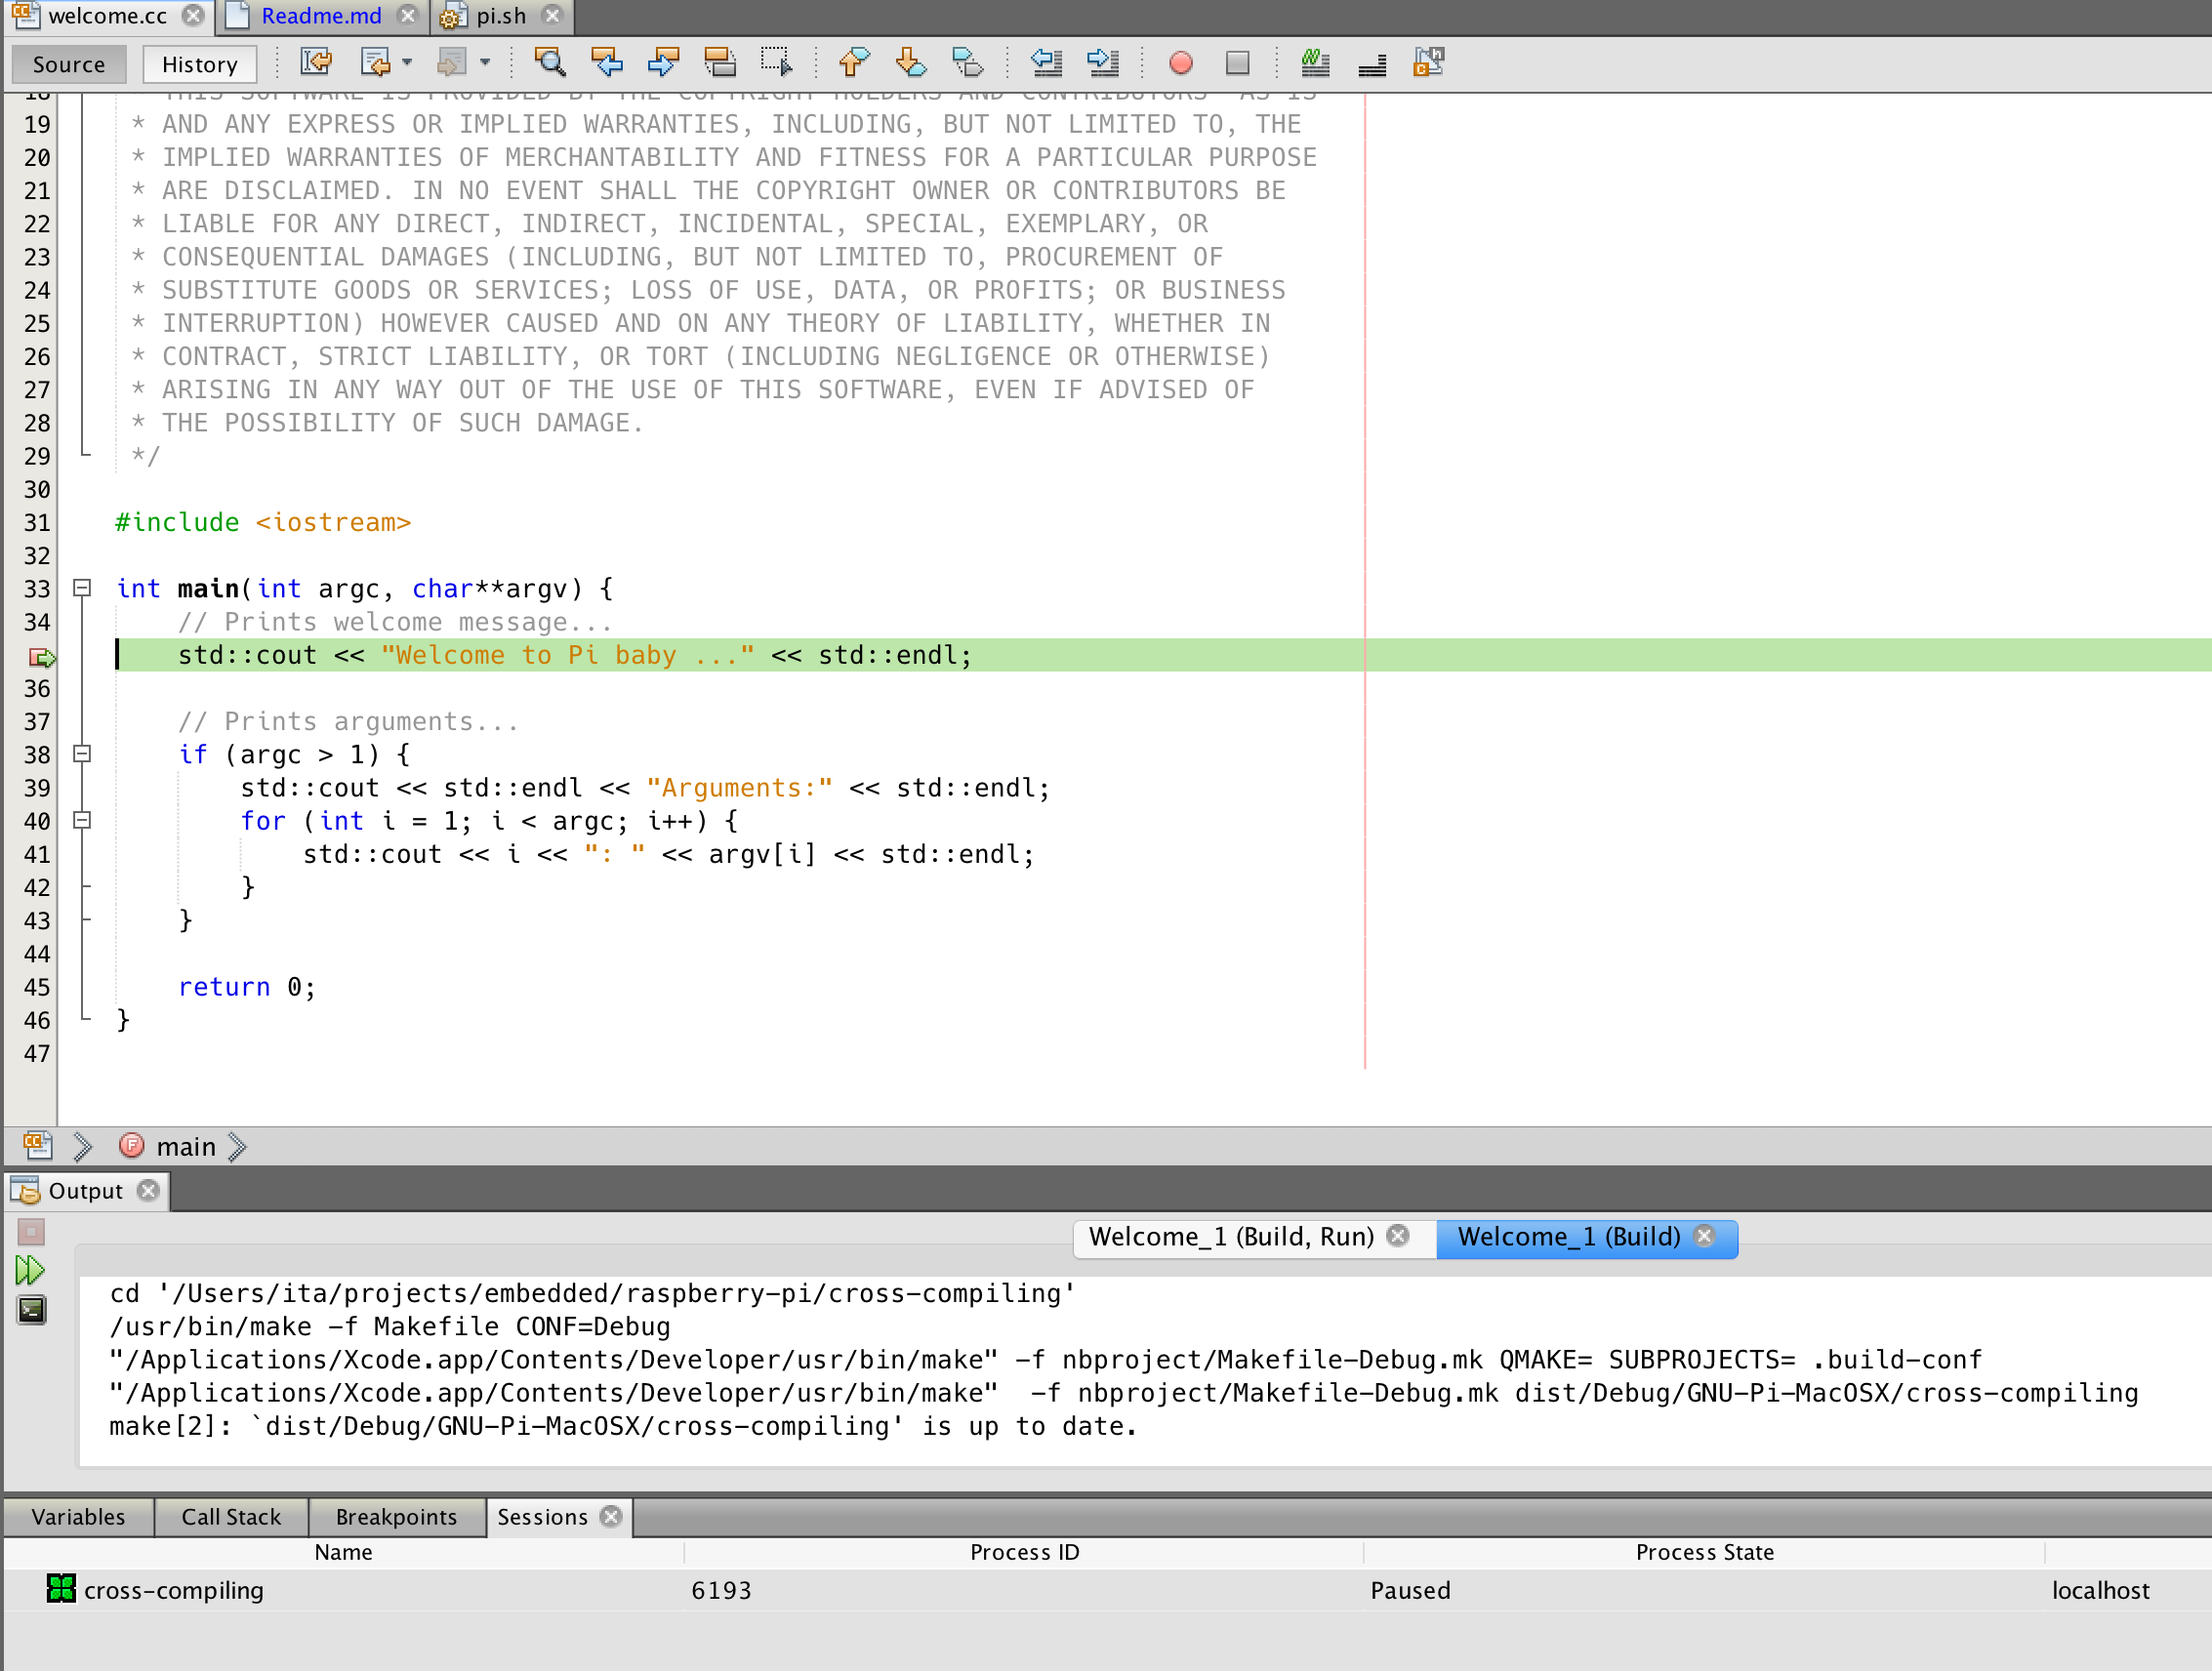 welcome.cc Readme.md pi.sh
Source History
18 * THIS SOFTWARE IS PROVIDED BY THE COPYRIGHT HOLDERS AND CONTRIBUTORS "AS IS"
19 * AND ANY EXPRESS OR IMPLIED WARRANTIES, INCLUDING, BUT NOT LIMITED TO, THE
20 * IMPLIED WARRANTIES OF MERCHANTABILITY AND FITNESS FOR A PARTICULAR PURPOSE
21 * ARE DISCLAIMED. IN NO EVENT SHALL THE COPYRIGHT OWNER OR CONTRIBUTORS BE
22 * LIABLE FOR ANY DIRECT, INDIRECT, INCIDENTAL, SPECIAL, EXEMPLARY, OR
23 * CONSEQUENTIAL DAMAGES (INCLUDING, BUT NOT LIMITED TO, PROCUREMENT OF
24 * SUBSTITUTE GOODS OR SERVICES; LOSS OF USE, DATA, OR PROFITS; OR BUSINESS
25 * INTERRUPTION) HOWEVER CAUSED AND ON ANY THEORY OF LIABILITY, WHETHER IN
26 * CONTRACT, STRICT LIABILITY, OR TORT (INCLUDING NEGLIGENCE OR OTHERWISE)
27 * ARISING IN ANY WAY OUT OF THE USE OF THIS SOFTWARE, EVEN IF ADVISED OF
28 * THE POSSIBILITY OF SUCH DAMAGE.
29 */
30
31 #include <iostream>
32
33 int main(int argc, char**argv) {
34 // Prints welcome message...
std::cout << "Welcome to Pi baby ..." << std::endl;
36
37 // Prints arguments...
38 if (argc > 1) {
39 std::cout << std::endl << "Arguments:" << std::endl;
40 for (int i = 1; i < argc; i++) {
41 std::cout << i << ": " << argv[i] << std::endl;
42 }
43 }
44
45 return 0;
46 }
47
main
Output
Welcome_1 (Build, Run) Welcome_1 (Build)
cd '/Users/ita/projects/embedded/raspberry-pi/cross-compiling'
/usr/bin/make -f Makefile CONF=Debug
"/Applications/Xcode.app/Contents/Developer/usr/bin/make" -f nbproject/Makefile-Debug.mk QMAKE= SUBPROJECTS= .build-conf
"/Applications/Xcode.app/Contents/Developer/usr/bin/make"  -f nbproject/Makefile-Debug.mk dist/Debug/GNU-Pi-MacOSX/cross-compiling
make[2]: `dist/Debug/GNU-Pi-MacOSX/cross-compiling' is up to date.
Variables Call Stack Breakpoints Sessions
Name Process ID Process State
cross-compiling 6193 Paused localhost